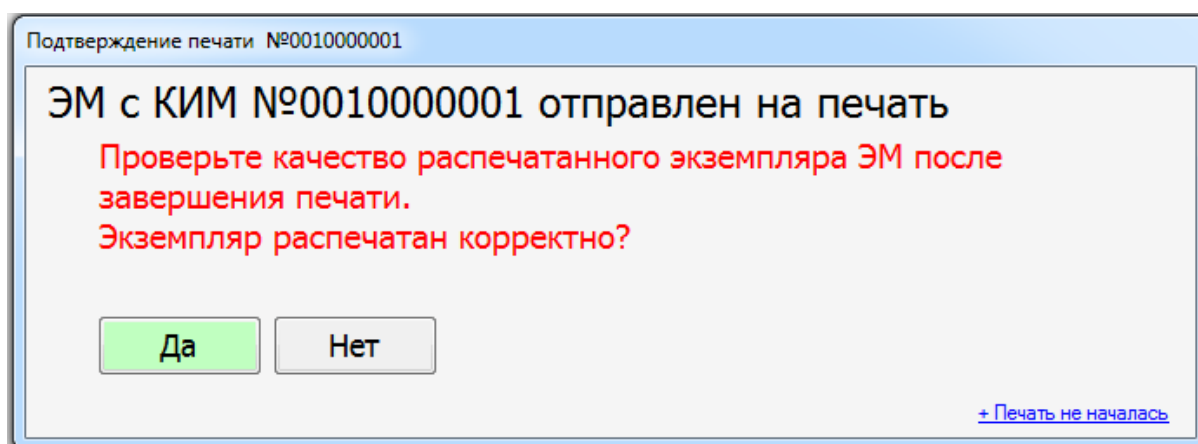 Подтверждение печати №0010000001
ЭМ с КИМ №0010000001 отправлен на печать
Проверьте качество распечатанного экземпляра ЭМ после
завершения печати.
Экземпляр распечатан корректно?
Да Нет
+ Печать не началась